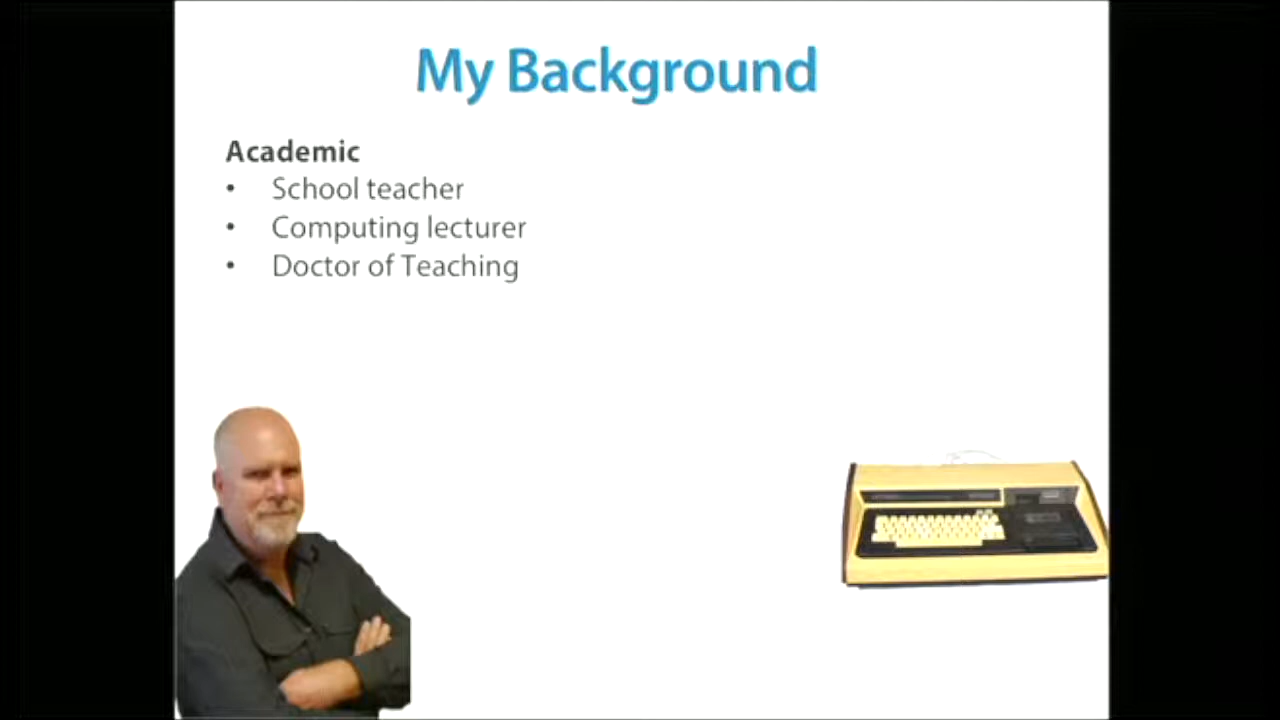 My Background
Academic
• School teacher
• Computing lecturer
• Doctor of Teaching